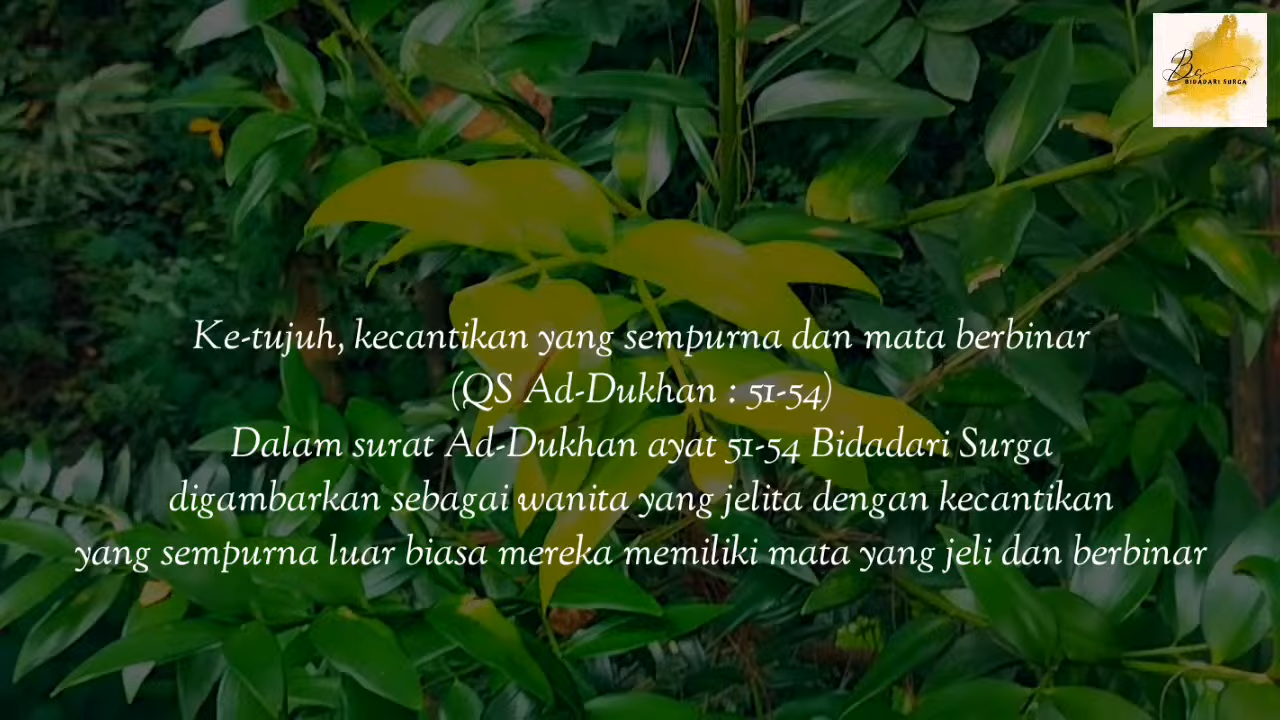 Bs
BIDADARI SURGA
Ke-tujuh, kecantikan yang sempurna dan mata berbinar
(QS Ad-Dukhan : 51-54)
Dalam surat Ad-Dukhan ayat 51-54 Bidadari Surga
digambarkan sebagai wanita yang jelita dengan kecantikan
yang sempurna luar biasa mereka memiliki mata yang jeli dan berbinar